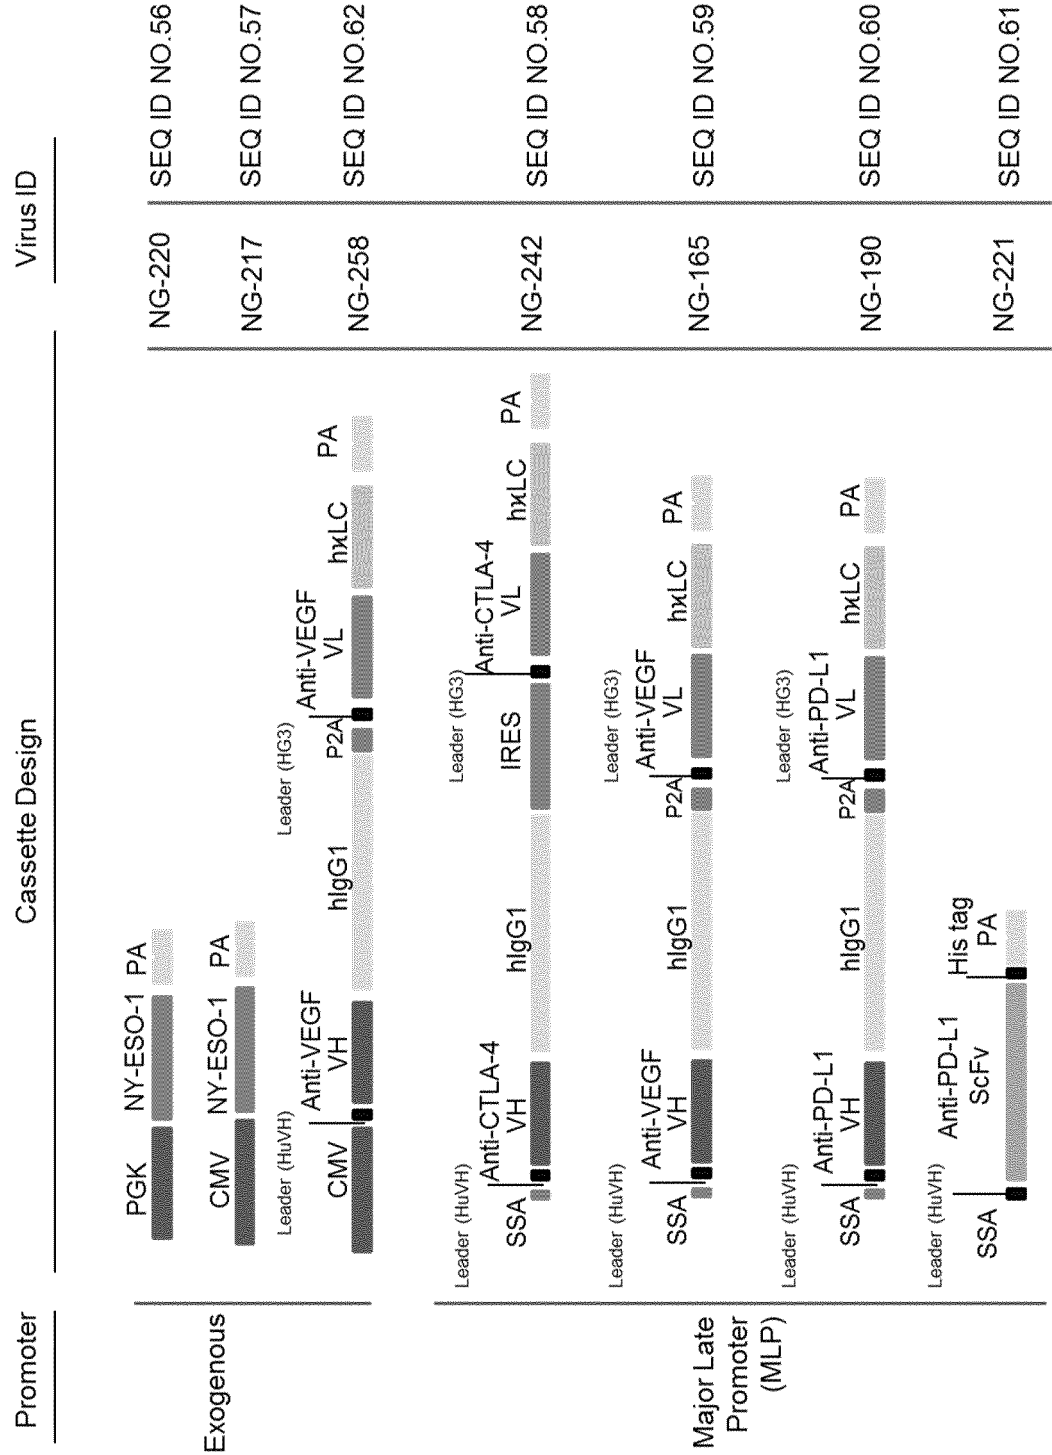 Promoter
Cassette Design
Virus ID
Exogenous
PGK
NY-ESO-1
PA
NG-220
SEQ ID NO.56
CMV
NY-ESO-1
PA
NG-217
SEQ ID NO.57
Leader (HuVH)
CMV
Anti-VEGF
VH
hIgG1
Leader (HG3)
P2A
Anti-VEGF
VL
hϰLC
PA
NG-258
SEQ ID NO.62
Major Late
Promoter
(MLP)
Leader (HuVH)
SSA
Anti-CTLA-4
VH
hIgG1
IRES
Leader (HG3)
Anti-CTLA-4
VL
hϰLC
PA
NG-242
SEQ ID NO.58
Leader (HuVH)
SSA
Anti-VEGF
VH
hIgG1
P2A
Leader (HG3)
Anti-VEGF
VL
hϰLC
PA
NG-165
SEQ ID NO.59
Leader (HuVH)
SSA
Anti-PD-L1
VH
hIgG1
P2A
Leader (HG3)
Anti-PD-L1
VL
hϰLC
PA
NG-190
SEQ ID NO.60
Leader (HuVH)
SSA
Anti-PD-L1
ScFv
His tag
PA
NG-221
SEQ ID NO.61